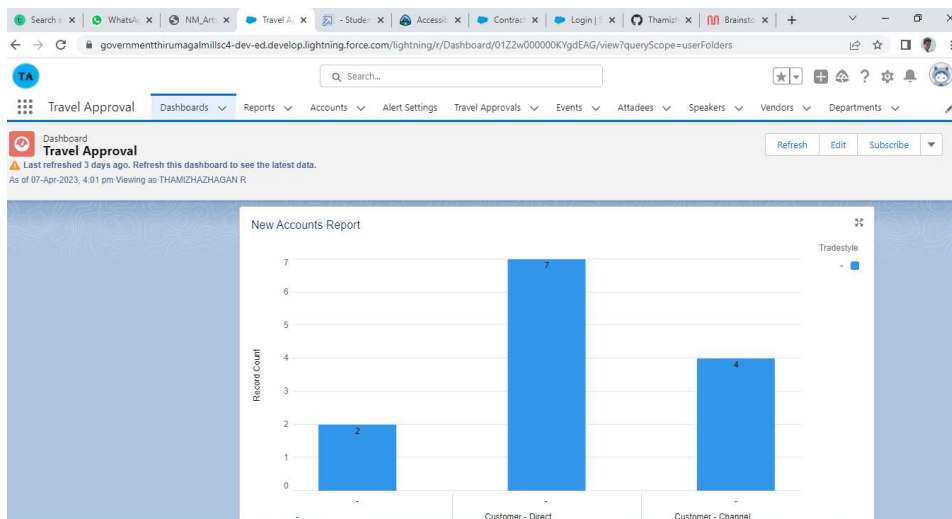 Search s
WhatsA
NM_Arti
Travel A
- Studen
Accessib
Contract
Login | S
Thamizh
Brainsto
governmentthirumagalmillsc4-dev-ed.develop.lightning.force.com/lightning/r/Dashboard/01Z2w000000KYgdEAG/view?queryScope=userFolders
TA
Search...
Travel Approval
Dashboards
Reports
Accounts
Alert Settings
Travel Approvals
Events
Attadees
Speakers
Vendors
Departments
Dashboard
Travel Approval
Last refreshed 3 days ago. Refresh this dashboard to see the latest data.
As of 07-Apr-2023, 4:01 pm·Viewing as THAMIZHAZHAGAN R
Refresh
Edit
Subscribe
New Accounts Report
Tradestyle
-
Record Count
7
6
5
4
3
2
1
0
2
7
4
- - -
- Customer - Direct Customer - Channel